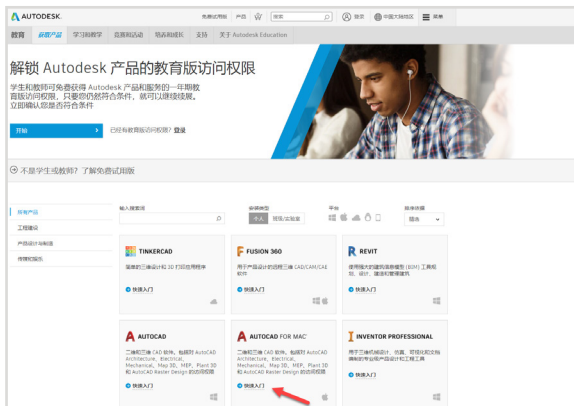 AUTODESK
免费试用版 产品 搜索 登录 中国大陆地区 菜单
教育 获取产品 学习和教学 竞赛和活动 培养和成长 支持 关于 Autodesk Education
解锁 Autodesk 产品的教育版访问
权限
学生和教师可免费获得 Autodesk 产品和服务的一年期教
育版访问权限，只要您仍然符合条件，就可以继续续展。
立即确认您是否符合条件
开始 已经有教育版访问权限？登录
不是学生或教师？了解免费试用版
所有产品
工程建设
产品设计与制造
传媒和娱乐
输入搜索词 安装类型 平台 排序依据
个人 班级/实验室 精选
TINKERCAD
简单的三维设计和 3D 打印应用程序
快速入门
FUSION 360
用于产品设计的远程三维 CAD/CAM/CAE
软件
快速入门
REVIT
使用强大的建筑信息模型 (BIM) 工具规
划、设计、建造和管理建筑
快速入门
AUTOCAD
二维和三维 CAD 软件。包括对 AutoCAD
Architecture、Electrical、
Mechanical、Map 3D、MEP、Plant 3D
和 AutoCAD Raster Design 的访问权限
快速入门
AUTOCAD FOR MAC
二维和三维 CAD 软件。包括对 AutoCAD
Architecture、Electrical、
Mechanical、Map 3D、MEP、Plant 3D
和 AutoCAD Raster Design 的访问权限
快速入门
INVENTOR PROFESSIONAL
用于三维机械设计、仿真、可视化和文档
编制的专业级产品设计和工程工具
快速入门